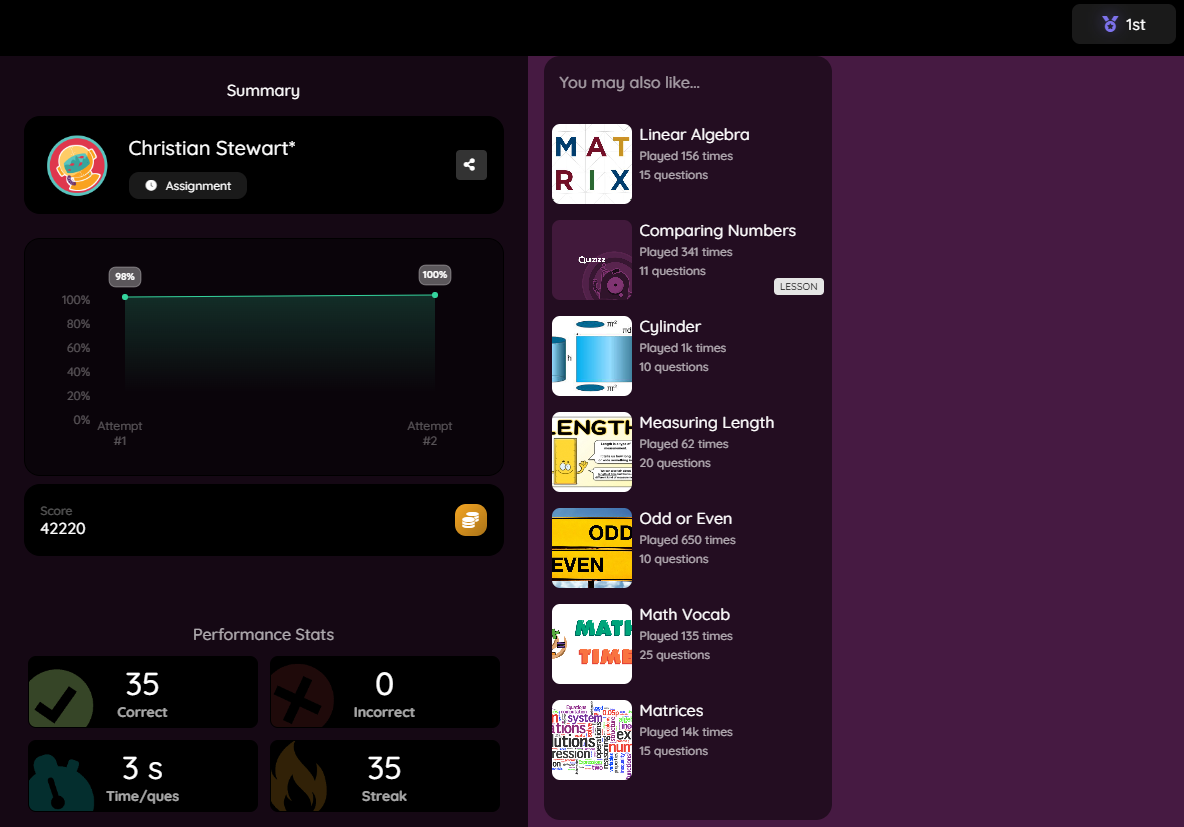 1st
Summary
Christian Stewart*
Assignment
98%
100%
100%
80%
60%
40%
20%
0%
Attempt
#1
Attempt
#2
Score
42220
Performance Stats
35
Correct
0
Incorrect
3 s
Time/ques
35
Streak
You may also like...
MAT
RIX
Linear Algebra
Played 156 times
15 questions
Quizizz
Comparing Numbers
Played 341 times
11 questions
LESSON
πr²
h
πr²
Cylinder
Played 1k times
10 questions
LENGTH
Measuring Length
Played 62 times
20 questions
ODD
EVEN
Odd or Even
Played 650 times
10 questions
MATH
TIME
Math Vocab
Played 135 times
25 questions
system
Matrices
Played 14k times
15 questions